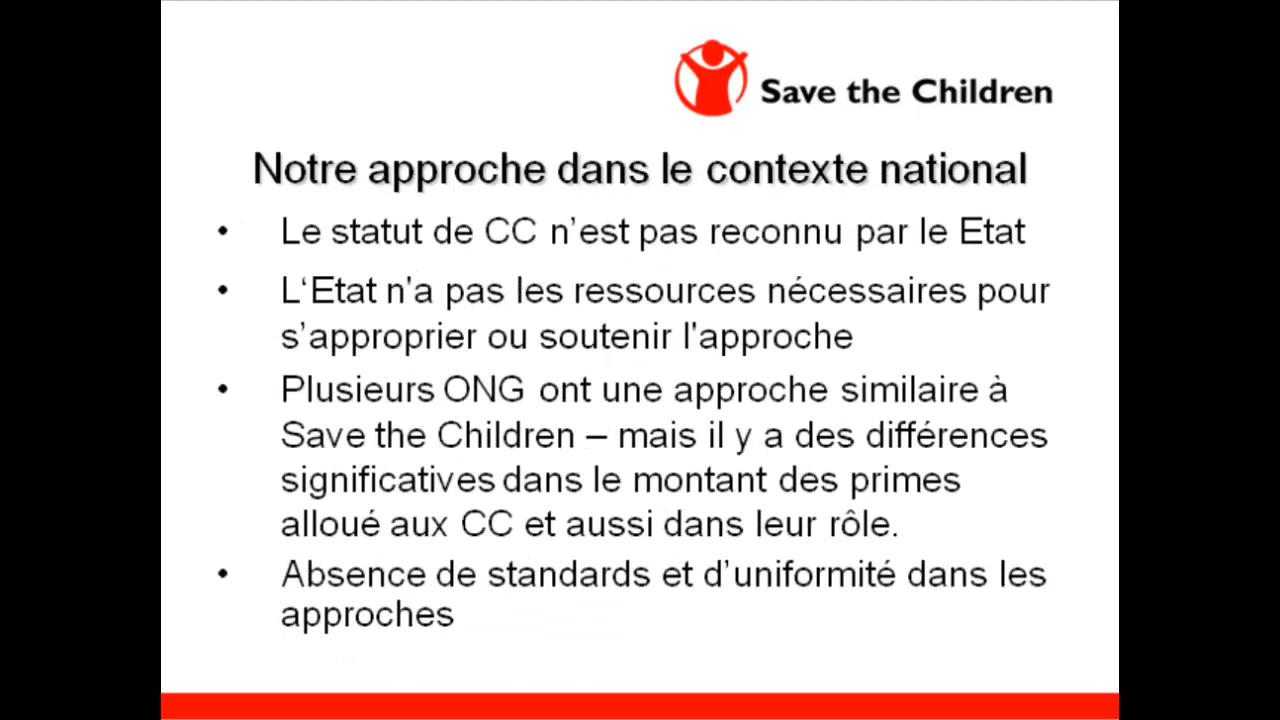 Save the Children
Notre approche dans le contexte national
• Le statut de CC n’est pas reconnu par le Etat
• L‘Etat n'a pas les ressources nécessaires pour
s’approprier ou soutenir l'approche
• Plusieurs ONG ont une approche similaire à
Save the Children – mais il y a des différences
significatives dans le montant des primes
alloué aux CC et aussi dans leur rôle.
• Absence de standards et d’uniformité dans les
approches